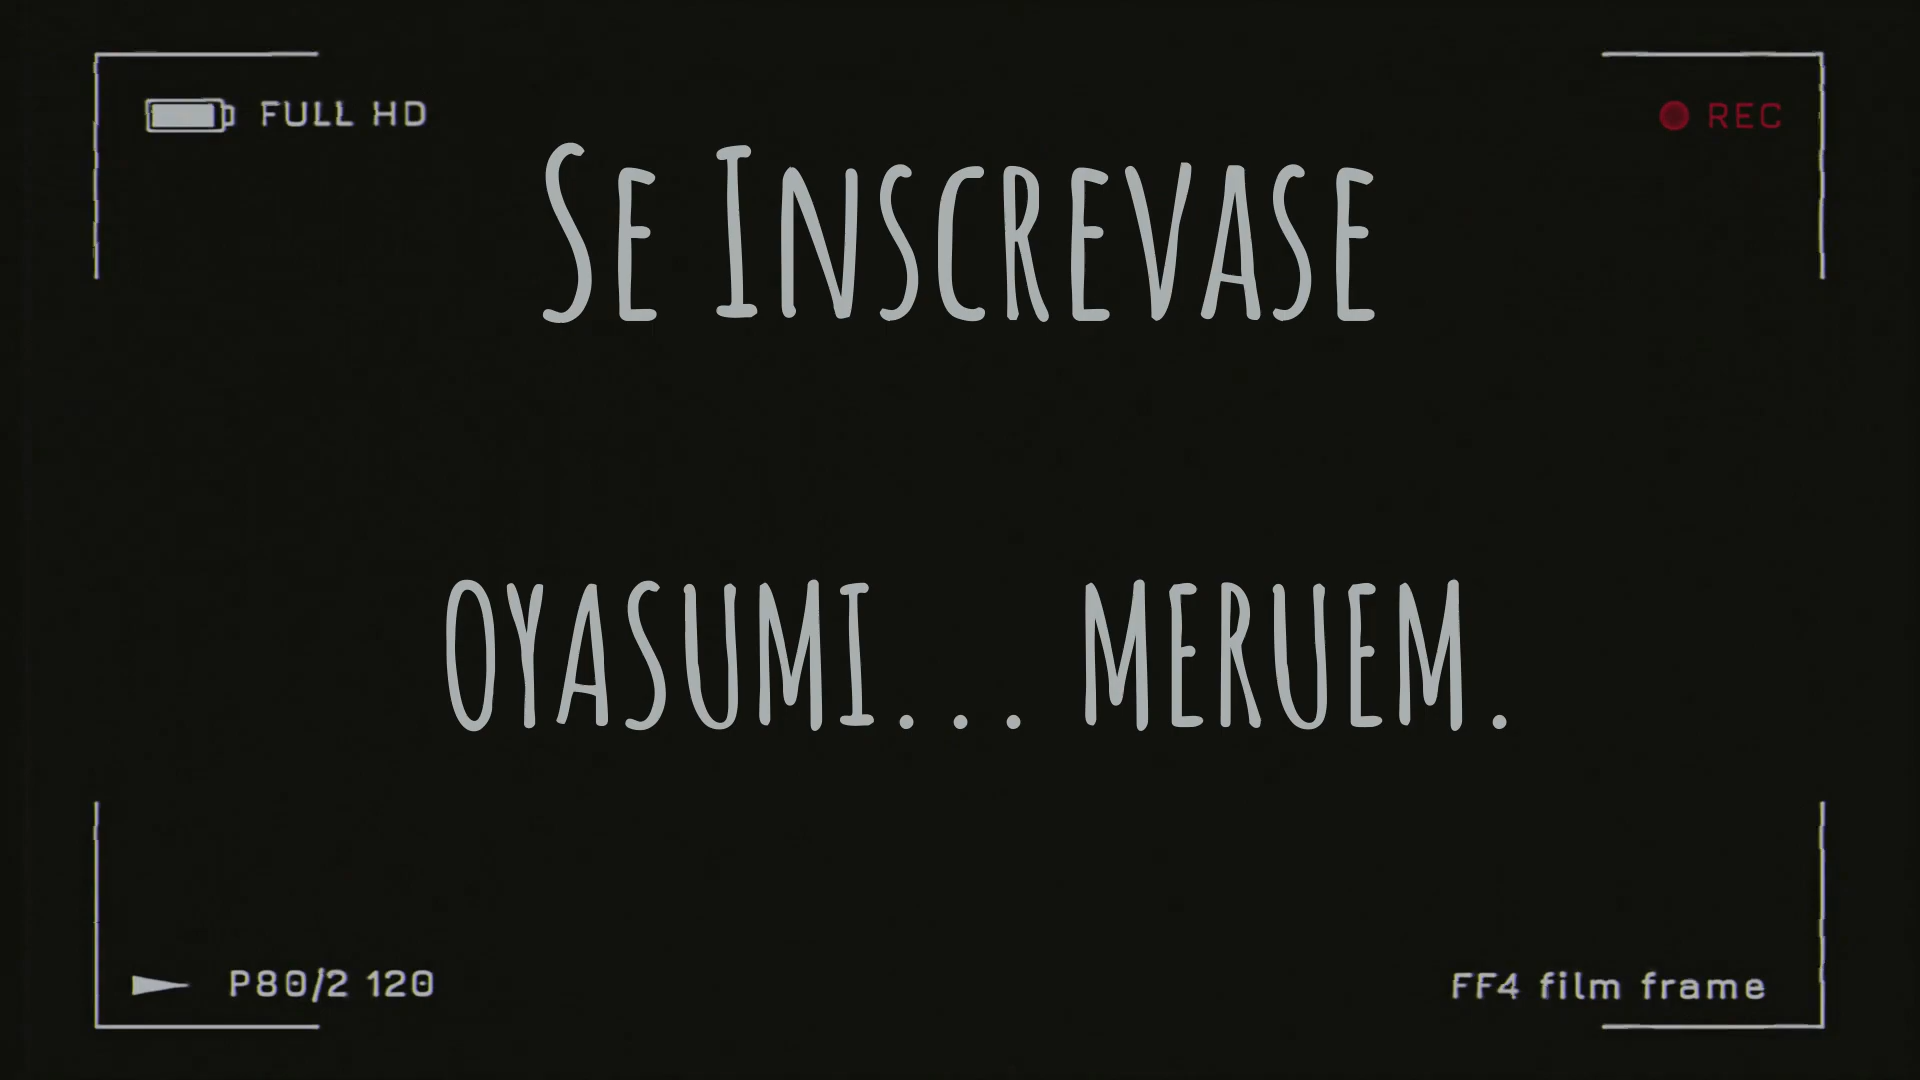 FULL HD
REC
Se Inscrevase
OYASUMI... MERUEM.
P80/2 120
FF4 film frame